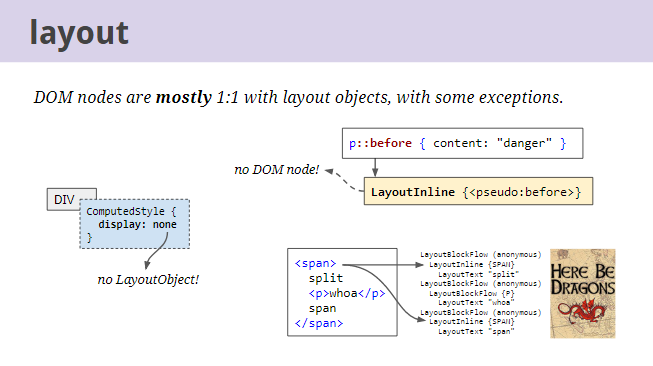 layout
DOM nodes are mostly 1:1 with layout objects, with some exceptions.
p::before { content: "danger" }
no DOM node!
LayoutInline {<pseudo:before>}
DIV
ComputedStyle {
display: none
}
no LayoutObject!
<span>
split
<p>whoa</p>
span
</span>
LayoutBlockFlow (anonymous)
LayoutInline {SPAN}
LayoutText "split"
LayoutBlockFlow (anonymous)
LayoutBlockFlow {P}
LayoutText "whoa"
LayoutBlockFlow (anonymous)
LayoutInline {SPAN}
LayoutText "span"
HERE BE
DRAGONS